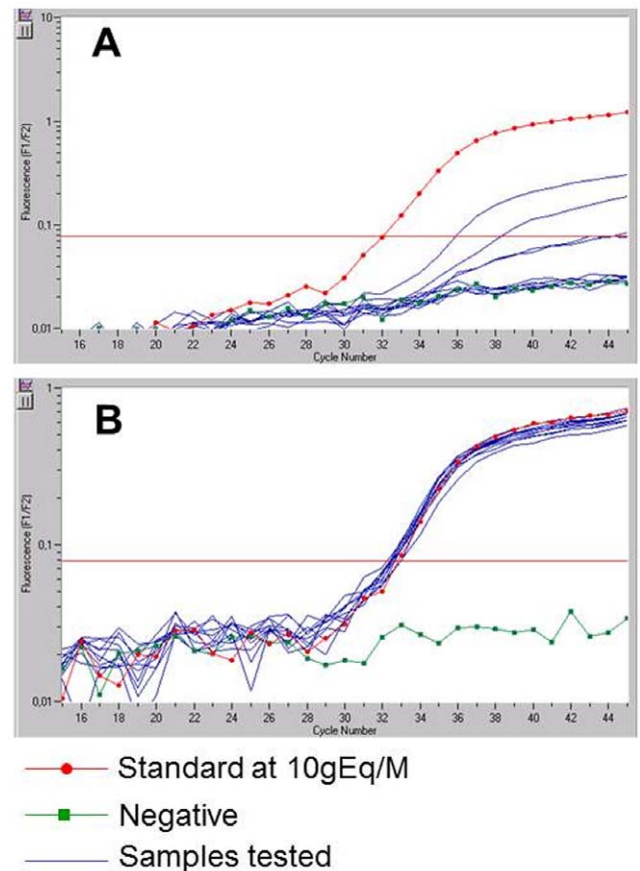 A
10
1
0,1
0,01
Fluorescence (F1/F2)
16 18 20 22 24 26 28 30 32 34 36 38 40 42 44
Cycle Number
B
1
0,1
0,01
Fluorescence (F1/F2)
16 18 20 22 24 26 28 30 32 34 36 38 40 42 44
Cycle Number
Standard at 10gEq/M
Negative
Samples tested